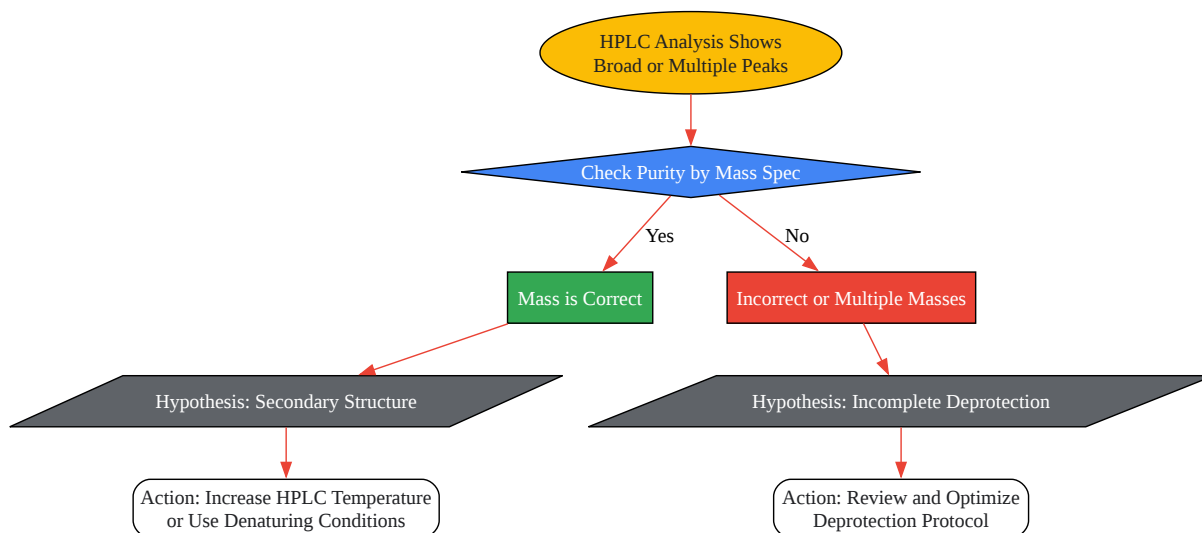 HPLC Analysis Shows
Broad or Multiple Peaks
Check Purity by Mass Spec
Yes
No
Mass is Correct
Incorrect or Multiple Masses
Hypothesis: Secondary Structure
Hypothesis: Incomplete Deprotection
Action: Increase HPLC Temperature
or Use Denaturing Conditions
Action: Review and Optimize
Deprotection Protocol